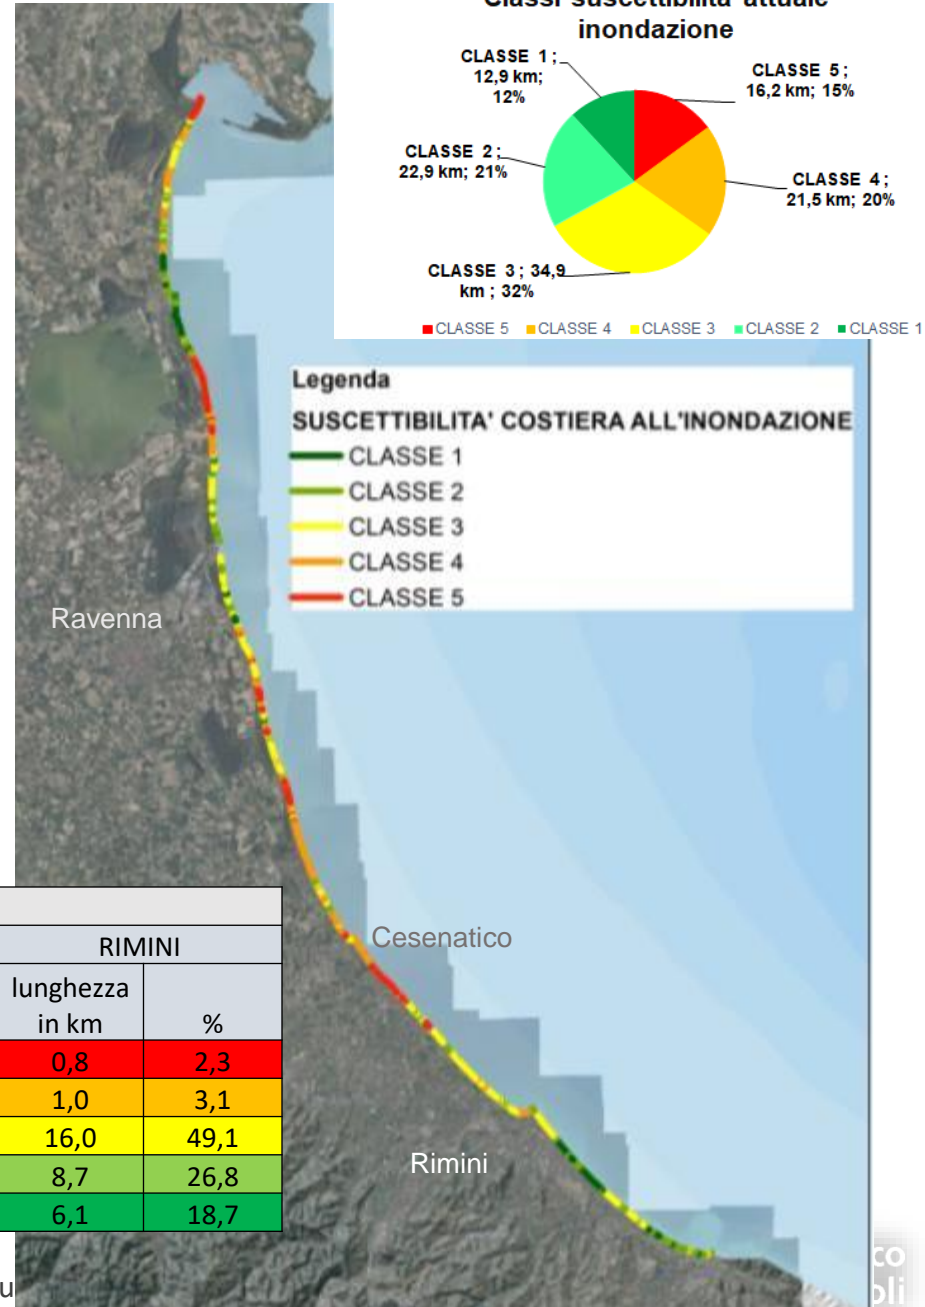 inondazione
CLASSE 1 ;
12,9 km;
12%
CLASSE 5 ;
16,2 km; 15%
CLASSE 2 ;
22,9 km; 21%
CLASSE 4 ;
21,5 km; 20%
CLASSE 3 ; 34,9
km ; 32%
CLASSE 5 CLASSE 4 CLASSE 3 CLASSE 2 CLASSE 1
Legenda
SUSCETTIBILITA' COSTIERA ALL'INONDAZIONE
CLASSE 1
CLASSE 2
CLASSE 3
CLASSE 4
CLASSE 5
Ravenna
Cesenatico
Rimini
RIMINI
lunghezza
in km %
0,8 2,3
1,0 3,1
16,0 49,1
8,7 26,8
6,1 18,7